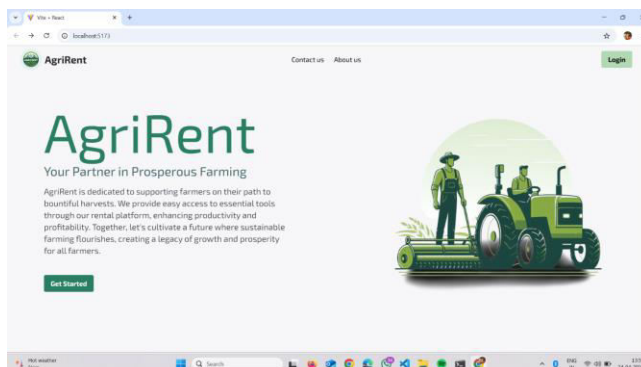 Vite + React
localhost:5173
AgriRent
Contact us About us
Login
AgriRent
Your Partner in Prosperous Farming
AgriRent is dedicated to supporting farmers on their path to
bountiful harvests. We provide easy access to essential tools
through our rental platform, enhancing productivity and
profitability. Together, let's cultivate a future where sustainable
farming flourishes, creating a legacy of growth and prosperity
for all farmers.
Get Started
Hot weather
Search
ENG